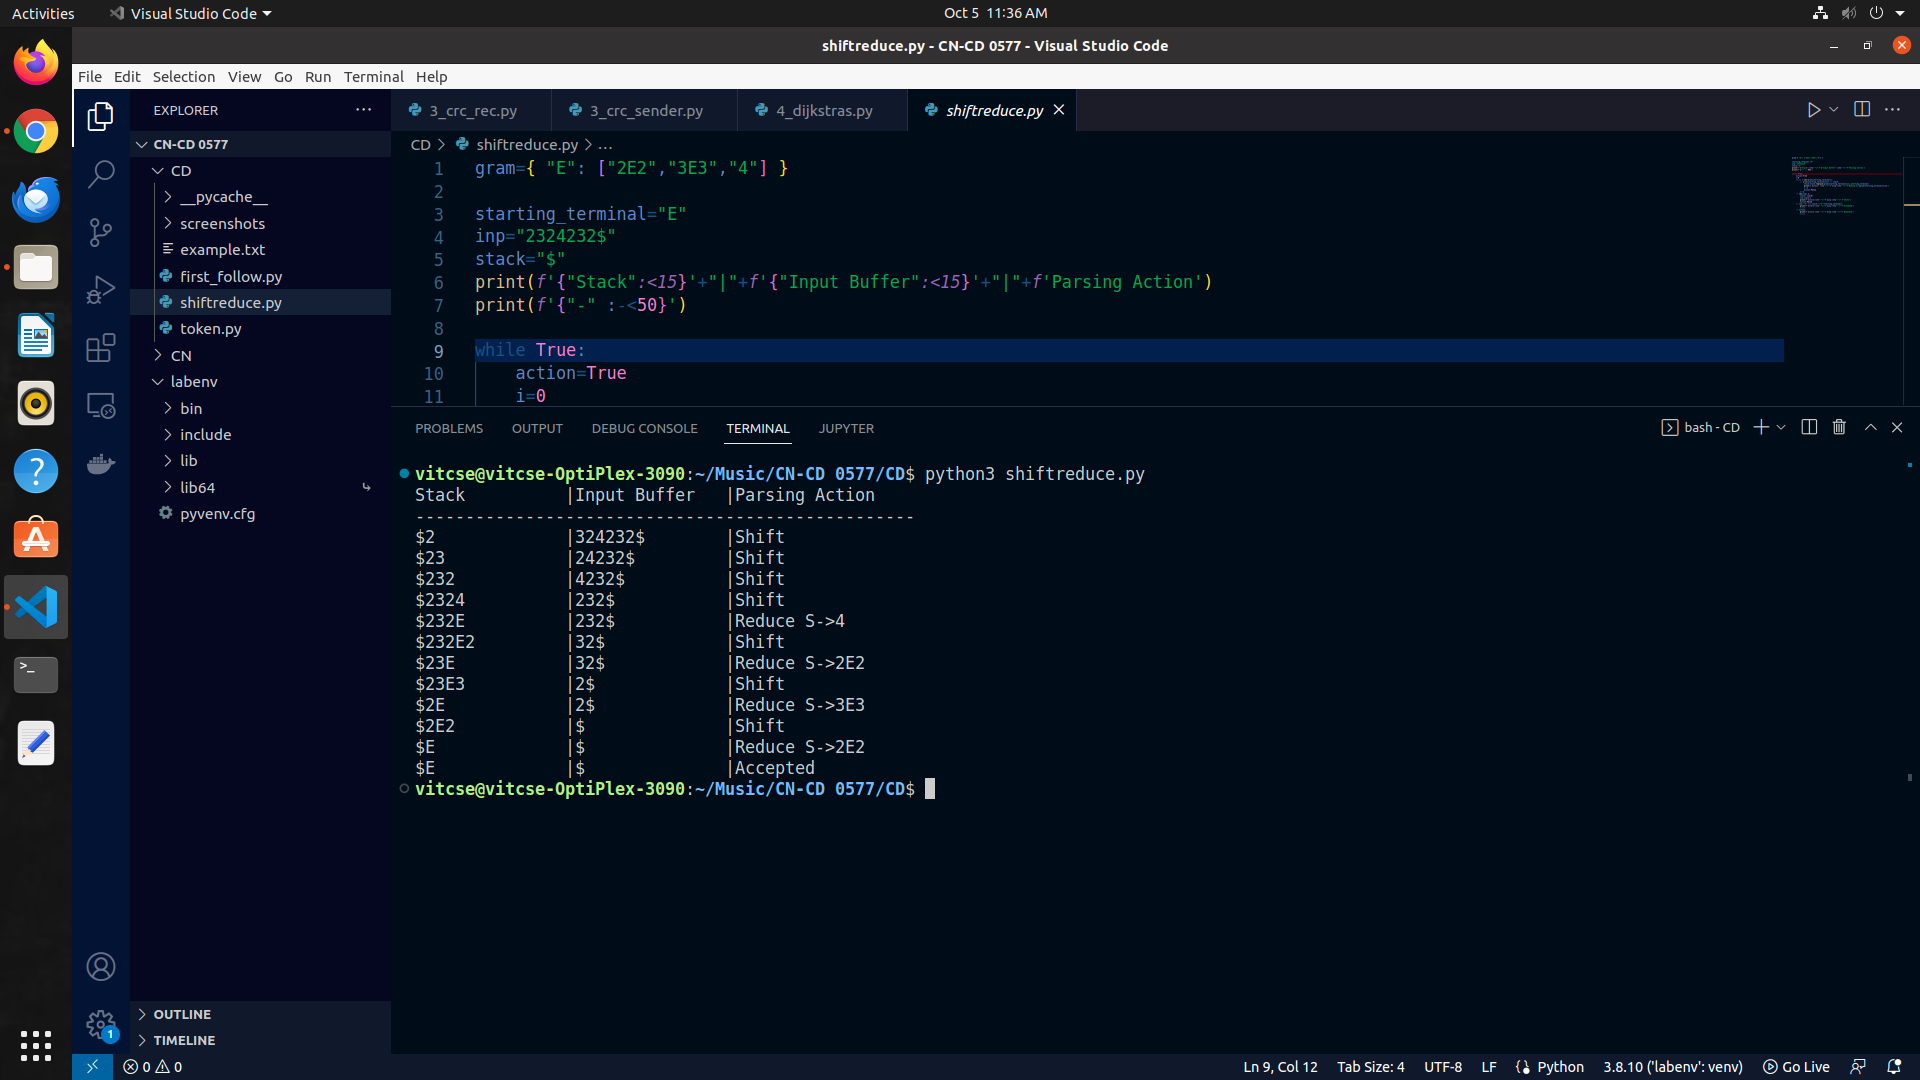 Activities Visual Studio Code Oct 5 11:36 AM
shiftreduce.py - CN-CD 0577 - Visual Studio Code
File Edit Selection View Go Run Terminal Help
EXPLORER
CN-CD 0577
CD
__pycache__
screenshots
example.txt
first_follow.py
shiftreduce.py
token.py
CN
labenv
bin
include
lib
lib64
pyvenv.cfg
OUTLINE
TIMELINE
3_crc_rec.py 3_crc_sender.py 4_dijkstras.py shiftreduce.py
CD > shiftreduce.py > ...
1 gram={ "E": ["2E2","3E3","4"] }
2
3 starting_terminal="E"
4 inp="2324232$"
5 stack="$"
6 print(f'{"Stack":<15}'+"|"+f'{"Input Buffer":<15}'+"|"+f'Parsing Action')
7 print(f'{"-" :-<50}')
8
9 while True:
10 action=True
11 i=0
PROBLEMS OUTPUT DEBUG CONSOLE TERMINAL JUPYTER bash - CD
vitcse@vitcse-OptiPlex-3090:~/Music/CN-CD 0577/CD$ python3 shiftreduce.py
Stack |Input Buffer |Parsing Action
--------------------------------------------------
$2 |324232$ |Shift
$23 |24232$ |Shift
$232 |4232$ |Shift
$2324 |232$ |Shift
$232E |232$ |Reduce S->4
$232E2 |32$ |Shift
$23E |32$ |Reduce S->2E2
$23E3 |2$ |Shift
$2E |2$ |Reduce S->3E3
$2E2 |$ |Shift
$E |$ |Reduce S->2E2
$E |$ |Accepted
vitcse@vitcse-OptiPlex-3090:~/Music/CN-CD 0577/CD$
1
0 0 Ln 9, Col 12 Tab Size: 4 UTF-8 LF Python 3.8.10 ('labenv': venv) Go Live